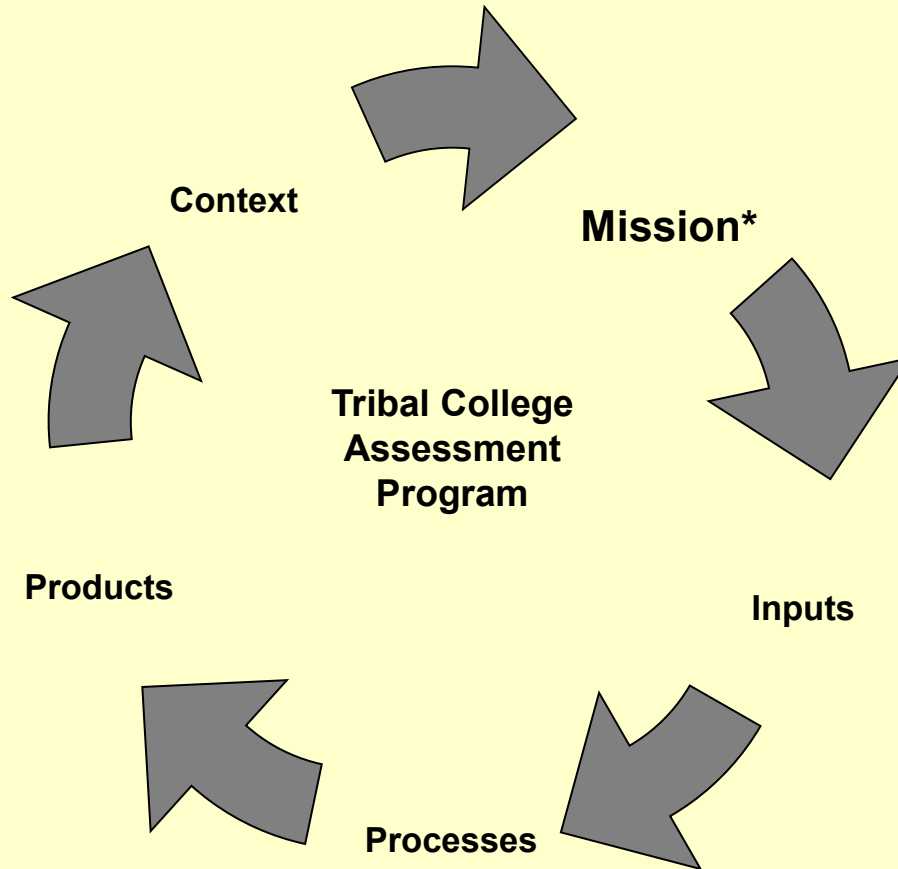 Context
Mission*
Tribal College
Assessment
Program
Products
Inputs
Processes